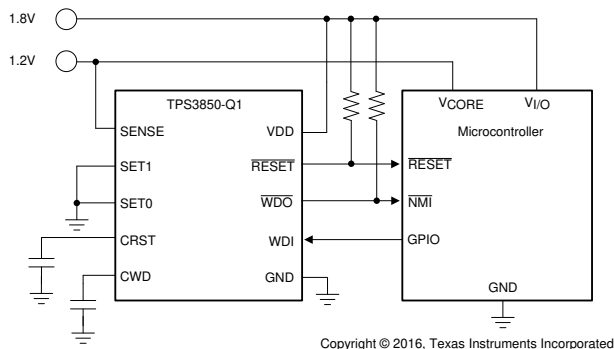 1.8V
1.2V
TPS3850-Q1
SENSE
VDD
SET1
RESET
SET0
WDO
CRST
WDI
CWD
GND
VCORE
VI/O
Microcontroller
RESET
NMI
GPIO
GND
Copyright © 2016, Texas Instruments Incorporated